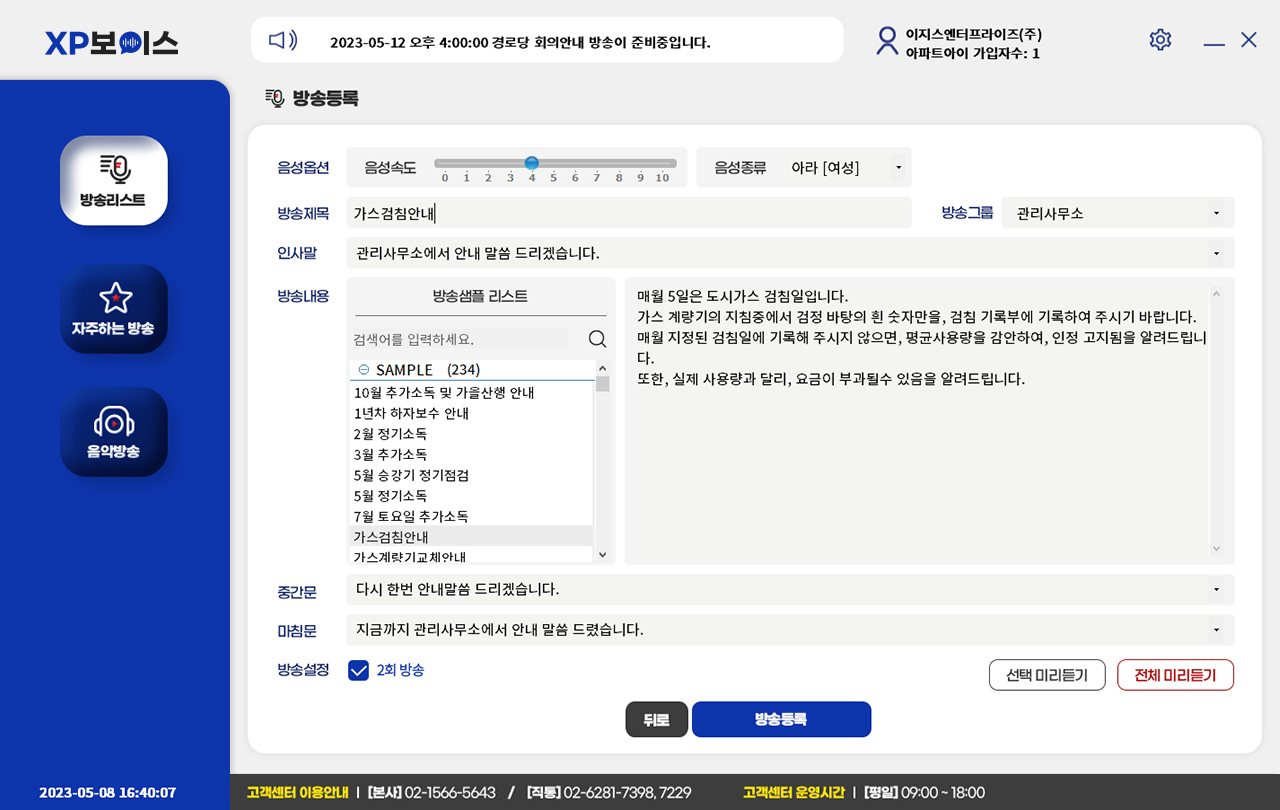 XP보이스
2023-05-12 오후 4:00:00 경로당 회의안내 방송이 준비중입니다.
이지스엔터프라이즈(주)
아파트아이 가입자수: 1
방송리스트
자주하는 방송
음악방송
2023-05-08 16:40:07
방송등록
음성옵션 음성속도 0 1 2 3 4 5 6 7 8 9 10 음성종류 아라 [여성]
방송제목 가스검침안내 방송그룹 관리사무소
인사말 관리사무소에서 안내 말씀 드리겠습니다.
방송내용 방송샘플 리스트
검색어를 입력하세요.
SAMPLE (234)
10월 추가소독 및 가을산행 안내
1년차 하자보수 안내
2월 정기소독
3월 추가소독
5월 승강기 정기점검
5월 정기소독
7월 토요일 추가소독
가스검침안내
가스계량기교체안내
매월 5일은 도시가스 검침일입니다.
가스 계량기의 지침중에서 검정 바탕의 흰 숫자만을, 검침 기록부에 기록하여 주시기 바랍니다.
매월 지정된 검침일에 기록해 주시지 않으면, 평균사용량을 감안하여, 인정 고지됨을 알려드립니
다.
또한, 실제 사용량과 달리, 요금이 부과될수 있음을 알려드립니다.
중간문 다시 한번 안내말씀 드리겠습니다.
마침문 지금까지 관리사무소에서 안내 말씀 드렸습니다.
방송설정 2회 방송
선택 미리듣기 전체 미리듣기
뒤로 방송등록
고객센터 이용안내 | [본사] 02-1566-5643 / [직통] 02-6281-7398, 7229 고객센터 운영시간 | [평일] 09:00 ~ 18:00